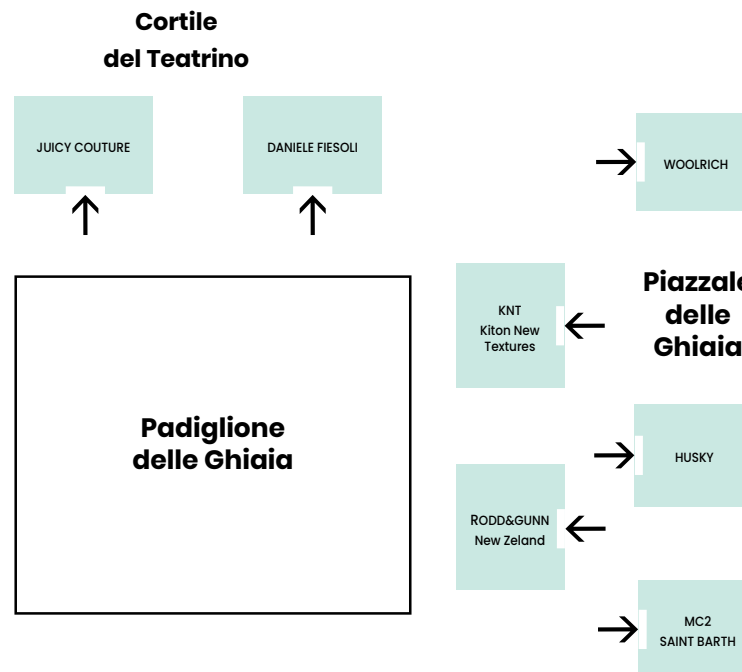 Cortile
del Teatrino
JUICY COUTURE
DANIELE FIESOLI
WOOLRICH
KNT
Kiton New
Textures
Piazzale
delle
Ghiaia
Padiglione
delle Ghiaia
HUSKY
RODD&GUNN
New Zeland
MC2
SAINT BARTH